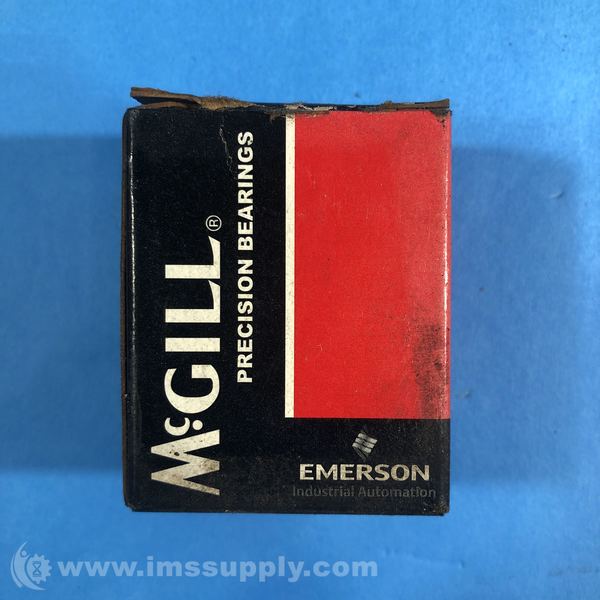 McGILL®
PRECISION BEARINGS
EMERSON
Industrial Automation
www.imssupply.com